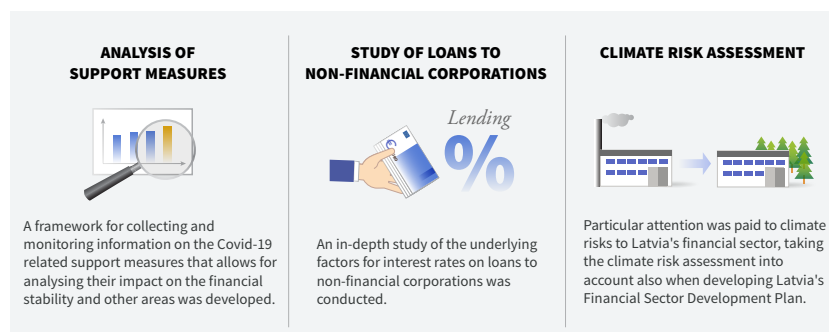 ANALYSIS OF
SUPPORT MEASURES
A framework for collecting and
monitoring information on the Covid-19
related support measures that allows for
analysing their impact on the financial
stability and other areas was developed.
STUDY OF LOANS TO
NON-FINANCIAL CORPORATIONS
Lending
%
An in-depth study of the underlying
factors for interest rates on loans to
non-financial corporations was
conducted.
CLIMATE RISK ASSESSMENT
Particular attention was paid to climate
risks to Latvia's financial sector, taking
the climate risk assessment into
account also when developing Latvia's
Financial Sector Development Plan.